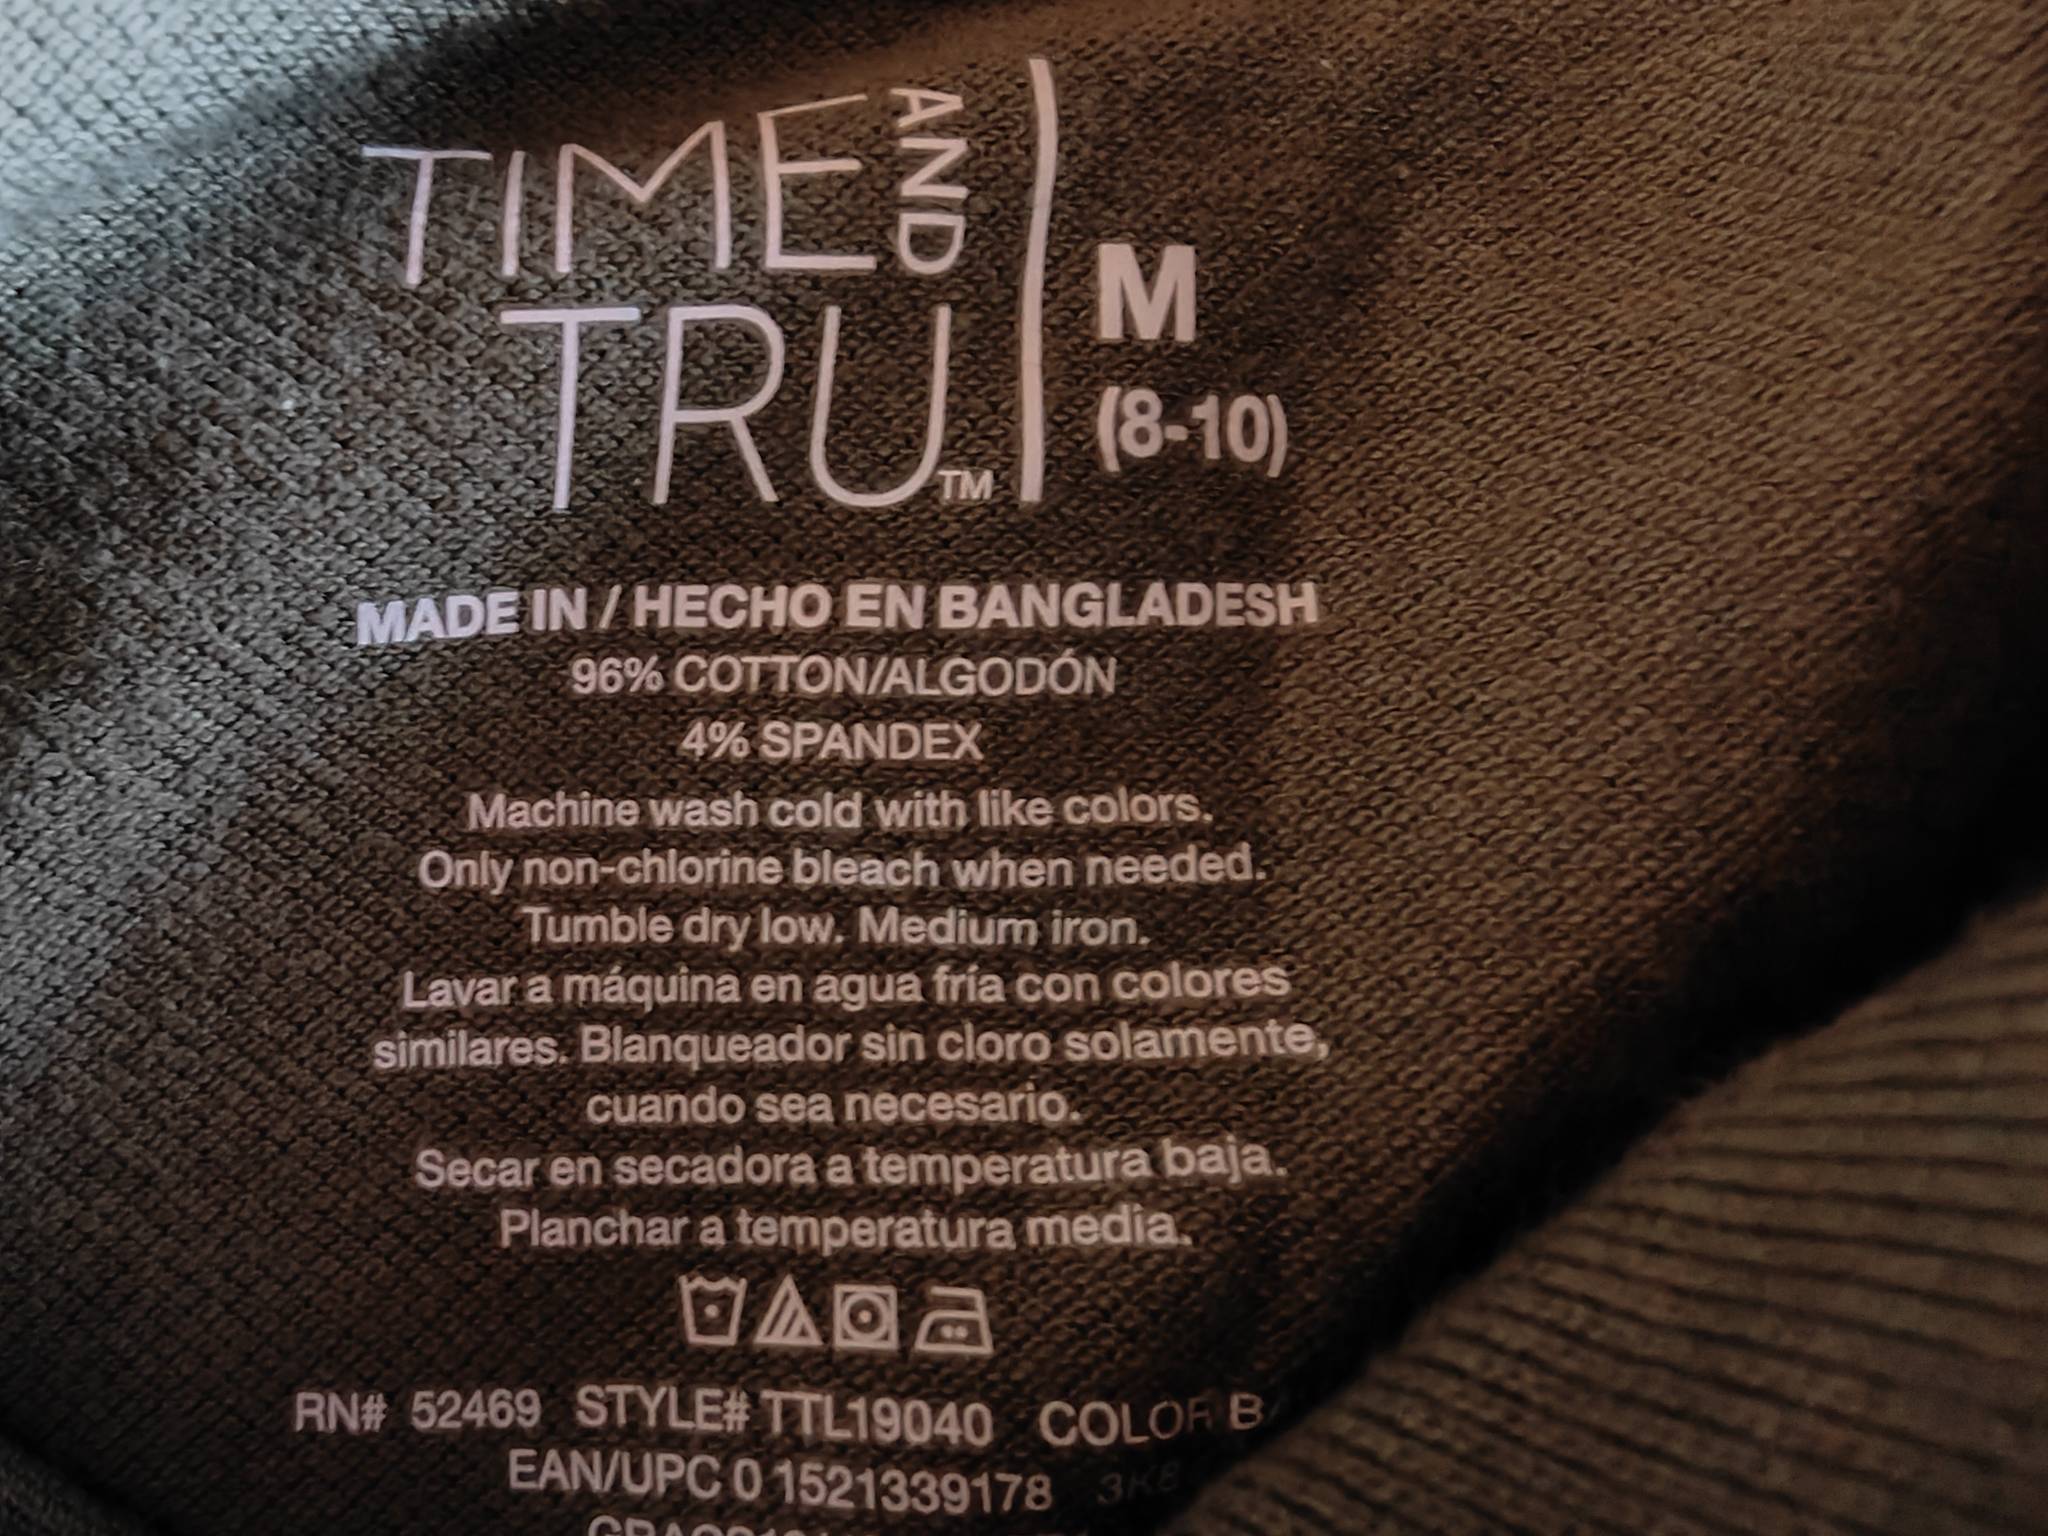 TIME AND
TRU™
M
(8-10)
MADE IN / HECHO EN BANGLADESH
96% COTTON/ALGODÓN
4% SPANDEX
Machine wash cold with like colors.
Only non-chlorine bleach when needed.
Tumble dry low. Medium iron.
Lavar a máquina en agua fría con colores
similares. Blanqueador sin cloro solamente,
cuando sea necesario.
Secar en secadora a temperatura baja.
Planchar a temperatura media.
RN# 52469 STYLE# TTL19040 COLOR
EAN/UPC 0 1521339178